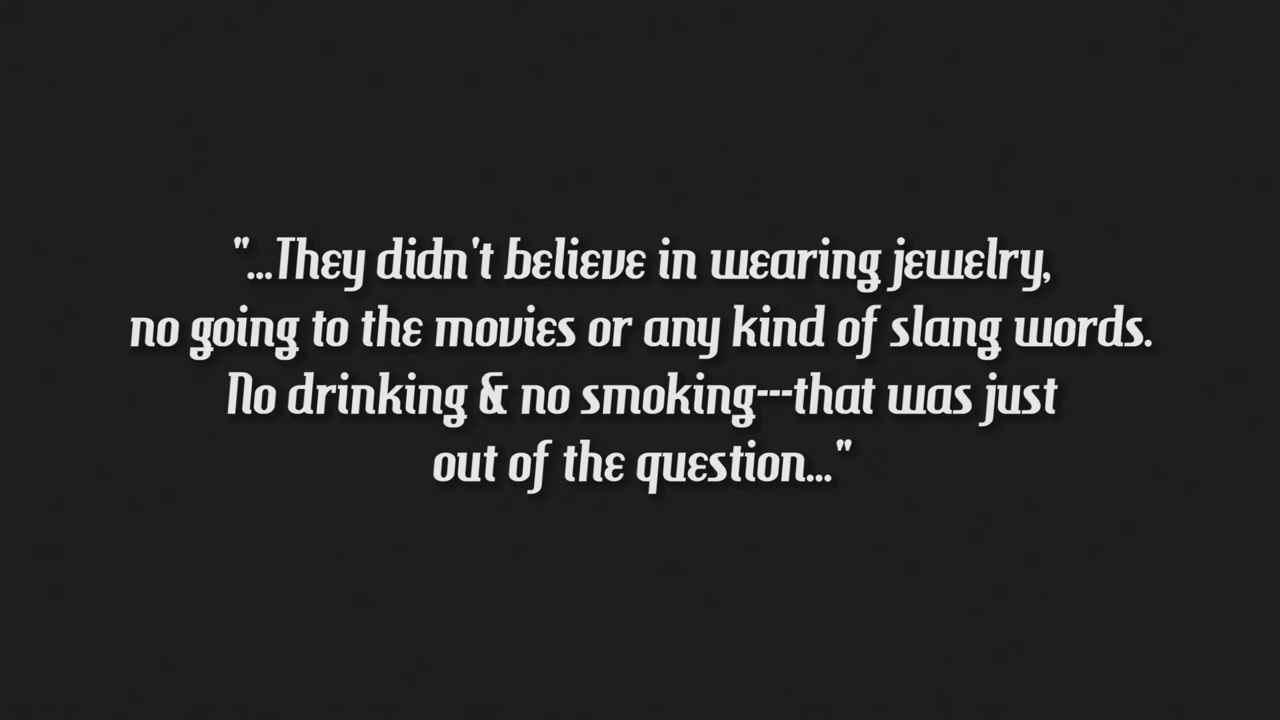 "...They didn't believe in wearing jewelry,
no going to the movies or any kind of slang words.
No drinking & no smoking---that was just
out of the question..."